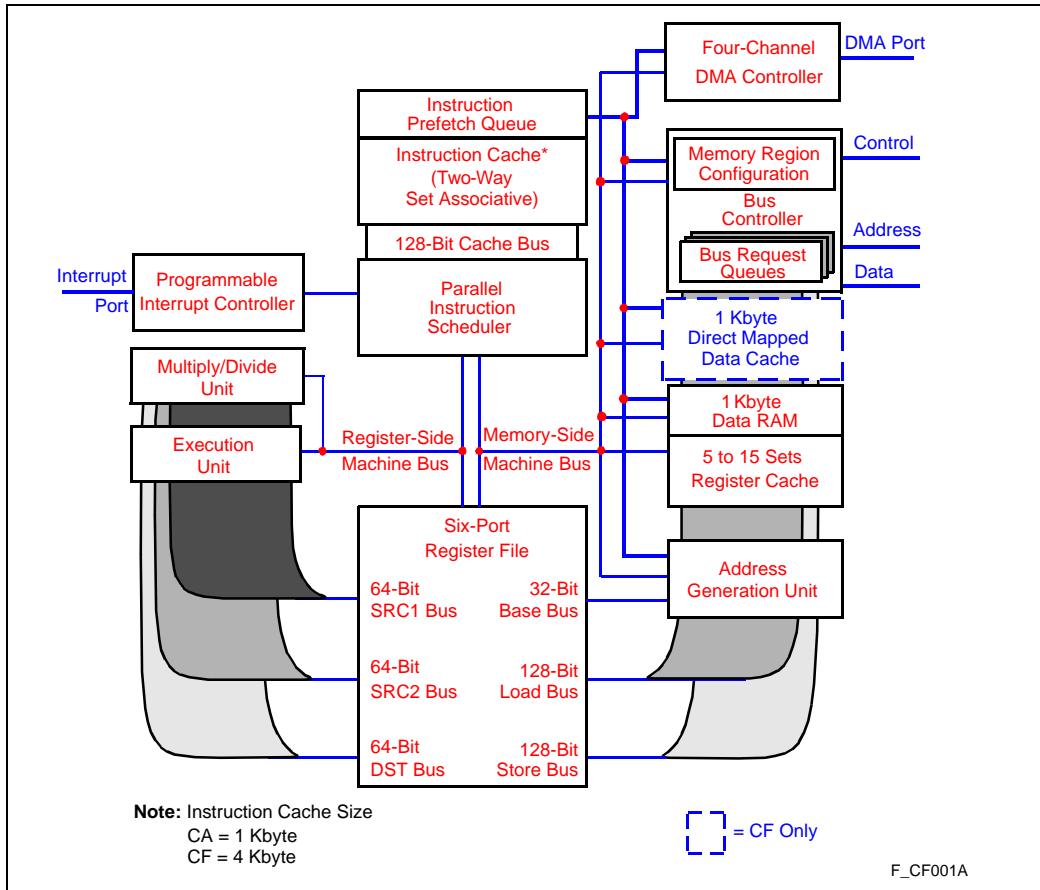 Four-Channel
DMA Controller
DMA Port
Instruction
Prefetch Queue
Instruction Cache*
(Two-Way
Set Associative)
128-Bit Cache Bus
Memory Region
Configuration
Bus
Controller
Bus Request
Queues
Control
Address
Data
Interrupt
Port
Programmable
Interrupt Controller
Parallel
Instruction
Scheduler
1 Kbyte
Direct Mapped
Data Cache
Multiply/Divide
Unit
Execution
Unit
Register-Side
Machine Bus
Memory-Side
Machine Bus
1 Kbyte
Data RAM
5 to 15 Sets
Register Cache
Six-Port
Register File
64-Bit
SRC1 Bus
32-Bit
Base Bus
Address
Generation Unit
64-Bit
SRC2 Bus
128-Bit
Load Bus
64-Bit
DST Bus
128-Bit
Store Bus
Note: Instruction Cache Size
CA = 1 Kbyte
CF = 4 Kbyte
= CF Only
F_CF001A